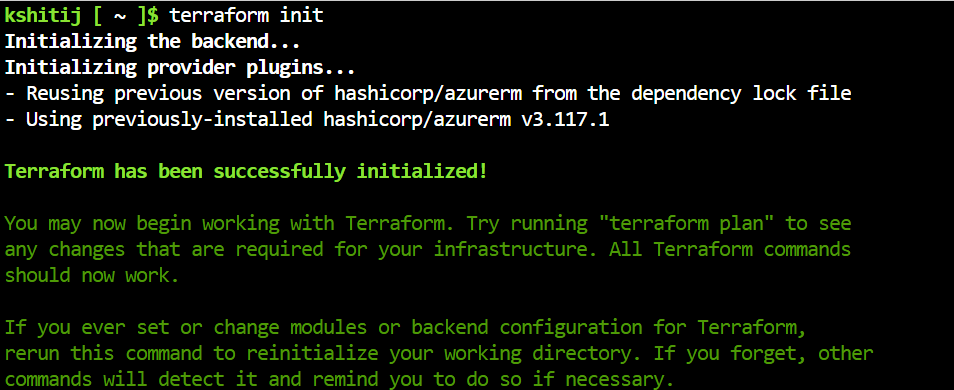 kshitij [ ~ ]$ terraform init
Initializing the backend...
Initializing provider plugins...
- Reusing previous version of hashicorp/azurerm from the dependency lock file
- Using previously-installed hashicorp/azurerm v3.117.1
Terraform has been successfully initialized!
You may now begin working with Terraform. Try running "terraform plan" to see
any changes that are required for your infrastructure. All Terraform commands
should now work.
If you ever set or change modules or backend configuration for Terraform,
rerun this command to reinitialize your working directory. If you forget, other
commands will detect it and remind you to do so if necessary.